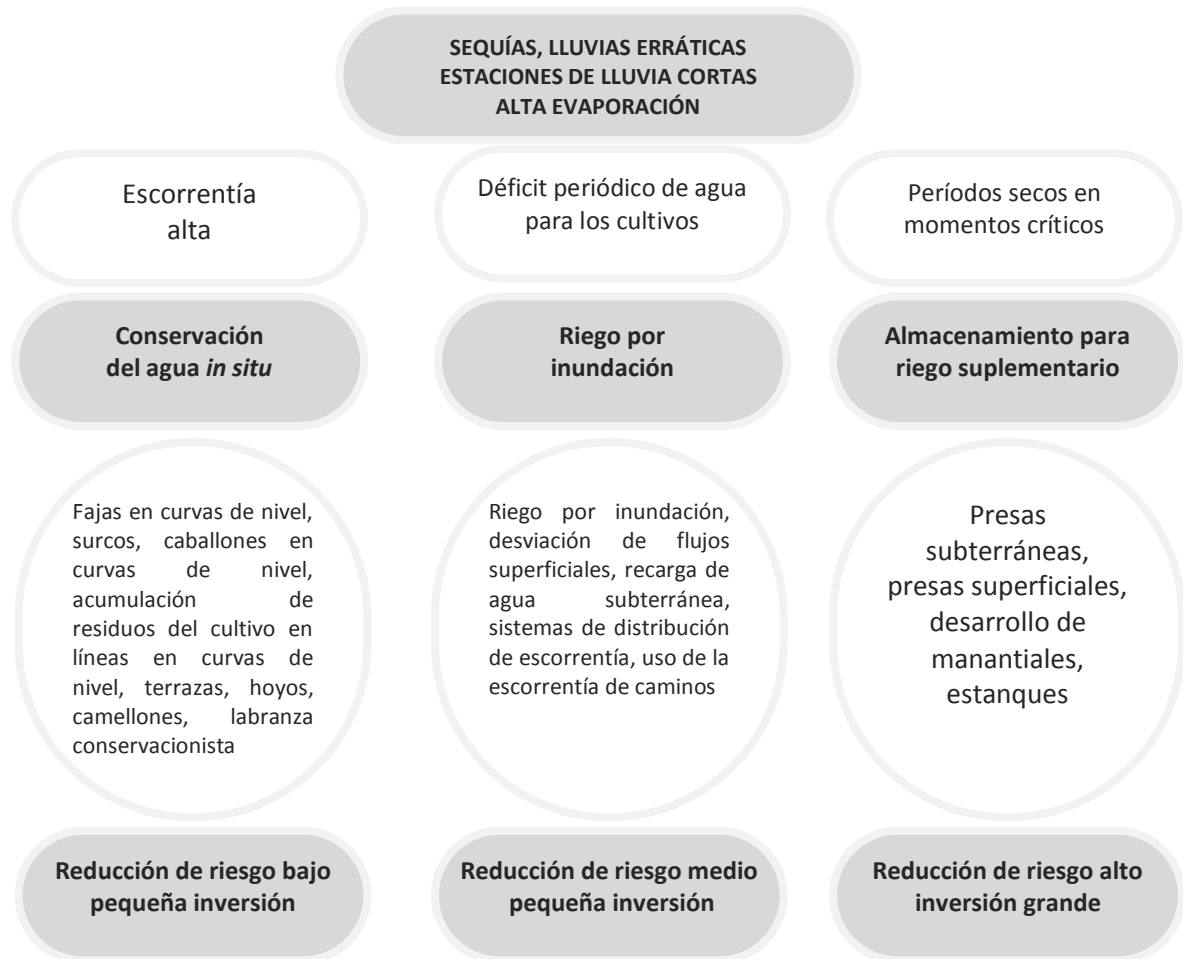 SEQUÍAS, LLUVIAS ERRÁTICAS
ESTACIONES DE LLUVIA CORTAS
ALTA EVAPORACIÓN
Escorrentía
alta
Déficit periódico de agua
para los cultivos
Períodos secos en
momentos críticos
Conservación
del agua in situ
Riego por
inundación
Almacenamiento para
riego suplementario
Fajas en curvas de nivel,
surcos, caballones en
curvas de nivel,
acumulación de
residuos del cultivo en
líneas en curvas de
nivel, terrazas, hoyos,
camellones, labranza
conservacionista
Riego por inundación,
desviación de flujos
superficiales, recarga de
agua subterránea,
sistemas de distribución
de escorrentía, uso de la
escorrentía de caminos
Presas
subterráneas,
presas superficiales,
desarrollo de
manantiales,
estanques
Reducción de riesgo bajo
pequeña inversión
Reducción de riesgo medio
pequeña inversión
Reducción de riesgo alto
inversión grande